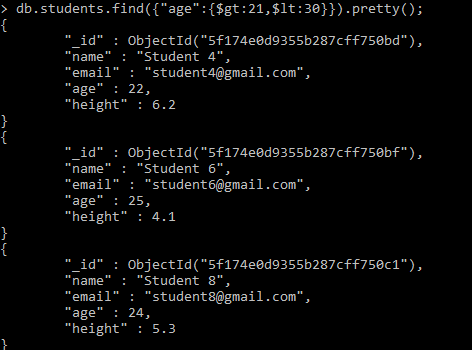 > db.students.find({"age":{$gt:21,$lt:30}}).pretty();
{
        "_id" : ObjectId("5f174e0d9355b287cff750bd"),
        "name" : "Student 4",
        "email" : "student4@gmail.com",
        "age" : 22,
        "height" : 6.2
}
{
        "_id" : ObjectId("5f174e0d9355b287cff750bf"),
        "name" : "Student 6",
        "email" : "student6@gmail.com",
        "age" : 25,
        "height" : 4.1
}
{
        "_id" : ObjectId("5f174e0d9355b287cff750c1"),
        "name" : "Student 8",
        "email" : "student8@gmail.com",
        "age" : 24,
        "height" : 5.3
}